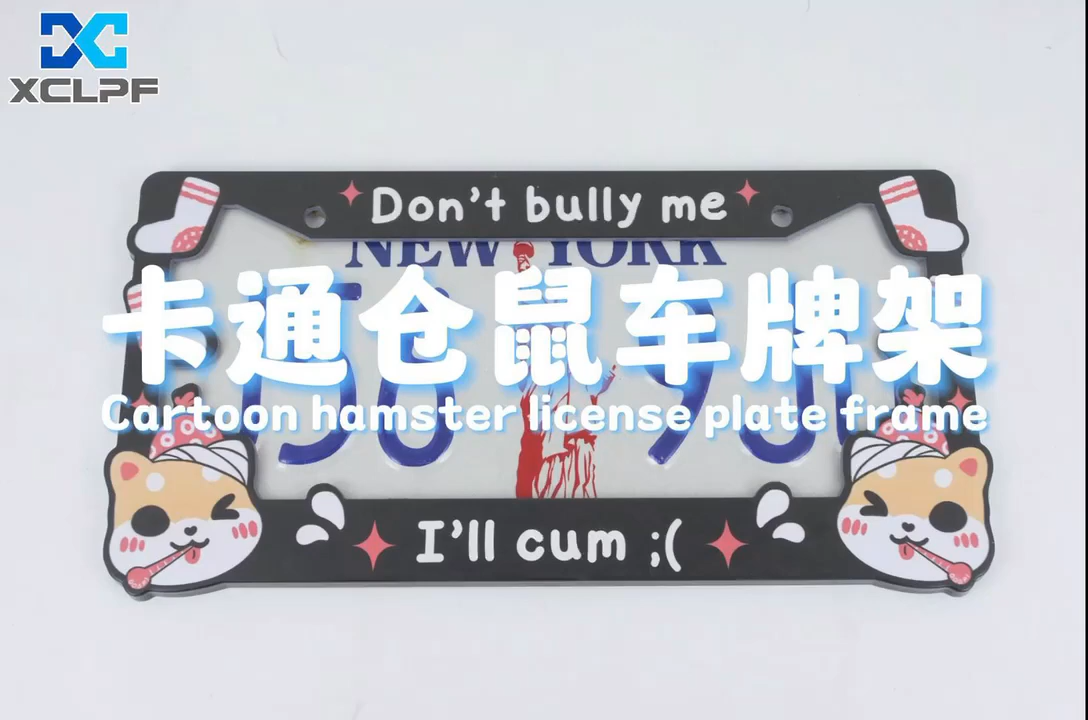 XCLPF
Don't bully me
NEW YORK
卡通仓鼠车牌架
Cartoon hamster license plate frame
I'll cum ;(